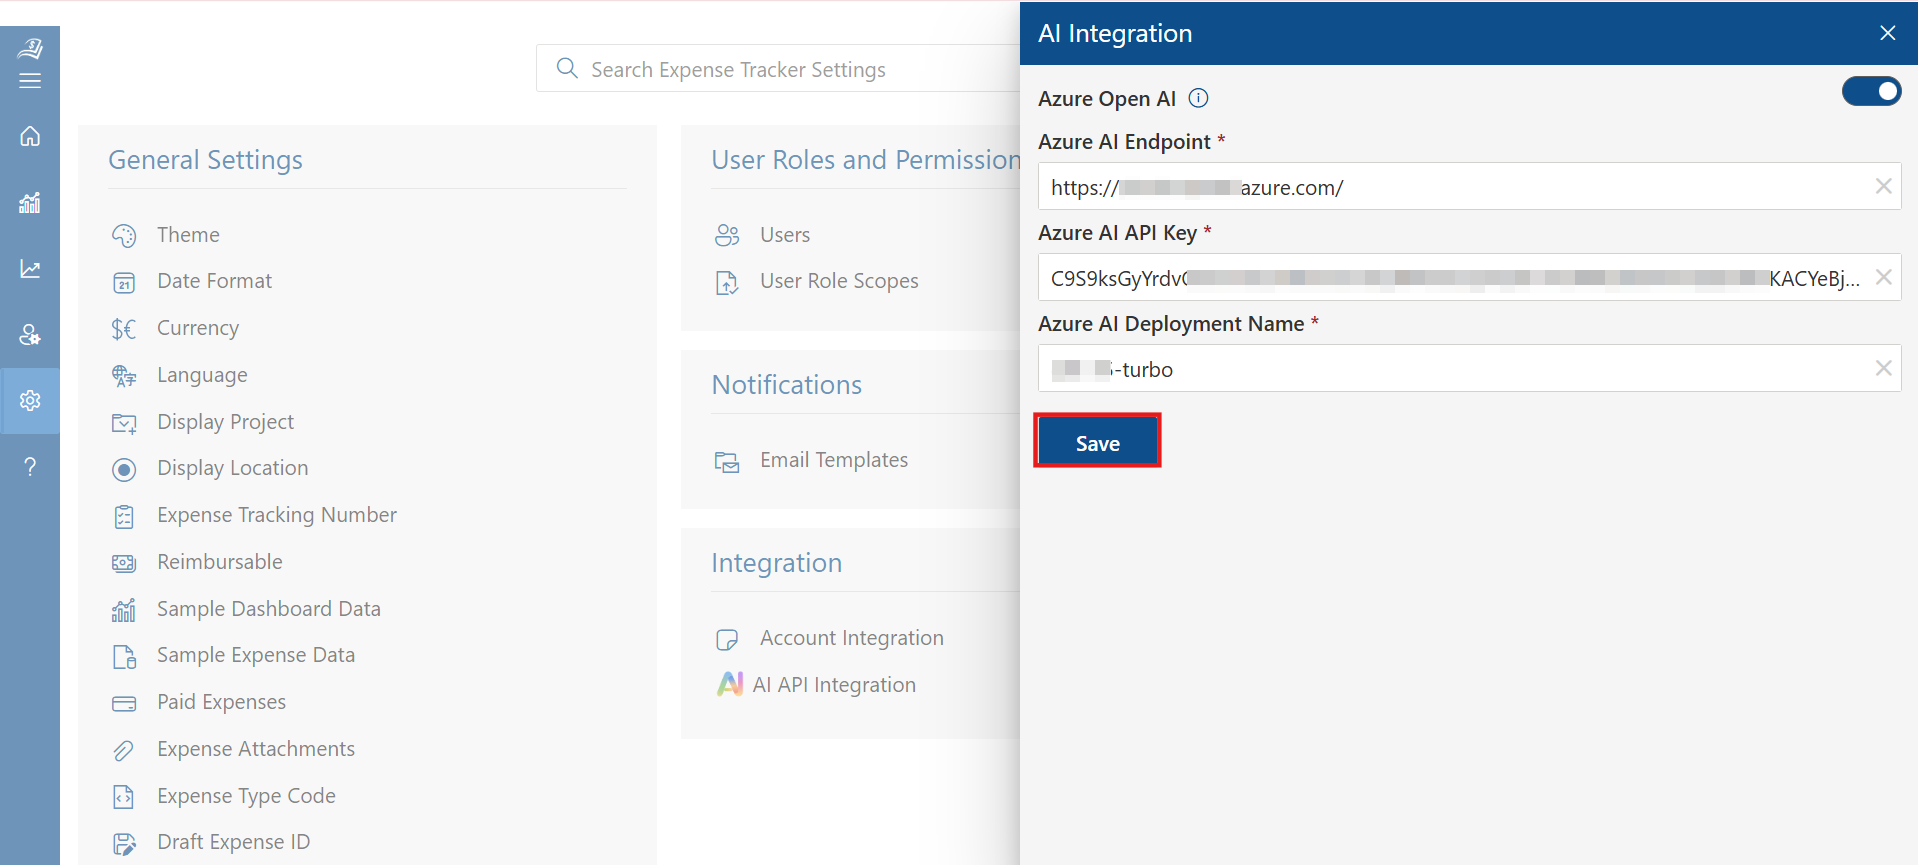 Search Expense Tracker Settings
General Settings
Theme
Date Format
Currency
Language
Display Project
Display Location
Expense Tracking Number
Reimbursable
Sample Dashboard Data
Sample Expense Data
Paid Expenses
Expense Attachments
Expense Type Code
Draft Expense ID
User Roles and Permission
Users
User Role Scopes
Notifications
Email Templates
Integration
Account Integration
AI AI API Integration
AI Integration
Azure Open AI
Azure AI Endpoint *
https:// azure.com/
Azure AI API Key *
C9S9ksGyYrdv KACYeBj...
Azure AI Deployment Name *
-turbo
Save